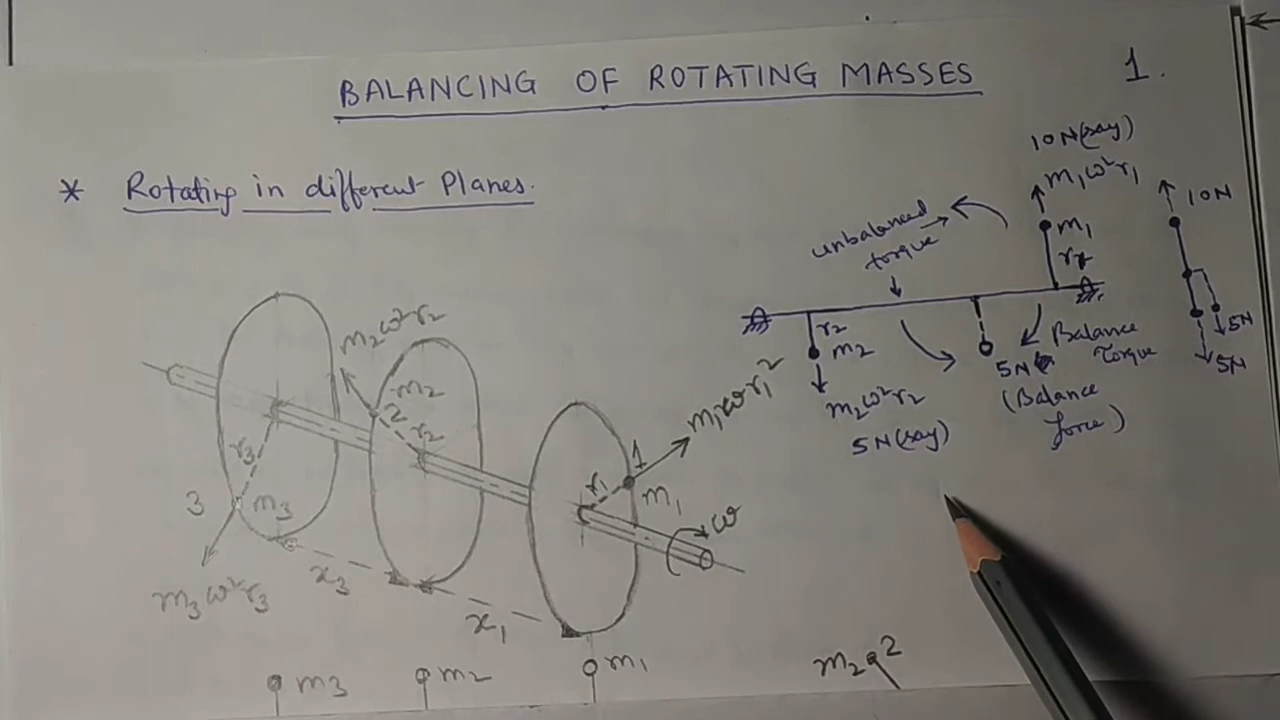 BALANCING OF ROTATING MASSES
1.
* Rotating in different Planes.
10N(say)
m₁ω²r₁
10N
m₁
r₁
unbalanced
torque
r₂
m₂
m₂ω²r₂
5N(say)
5N
(Balance
force)
Balance
Torque
5N
5N
m₂ω²r₂
m₂
2
r₂
r₃
3
m₃
m₃ω²r₃
x₃
x₁
r₁
1
m₁
ω
m₃
m₂
m₁